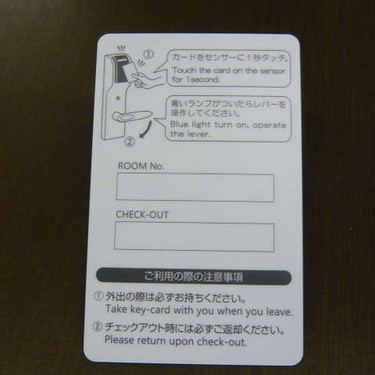 ①
カードをセンサーに1秒タッチ。
Touch the card on the sensor
for 1second.
青いランプがついたらレバーを
操作してください。
Blue light turn on, operate
the lever.
②
ROOM No.
CHECK-OUT
ご利用の際の注意事項
①外出の際は必ずお持ちください。
Take key-card with you when you leave.
②チェックアウト時には必ずご返却ください。
Please return upon check-out.